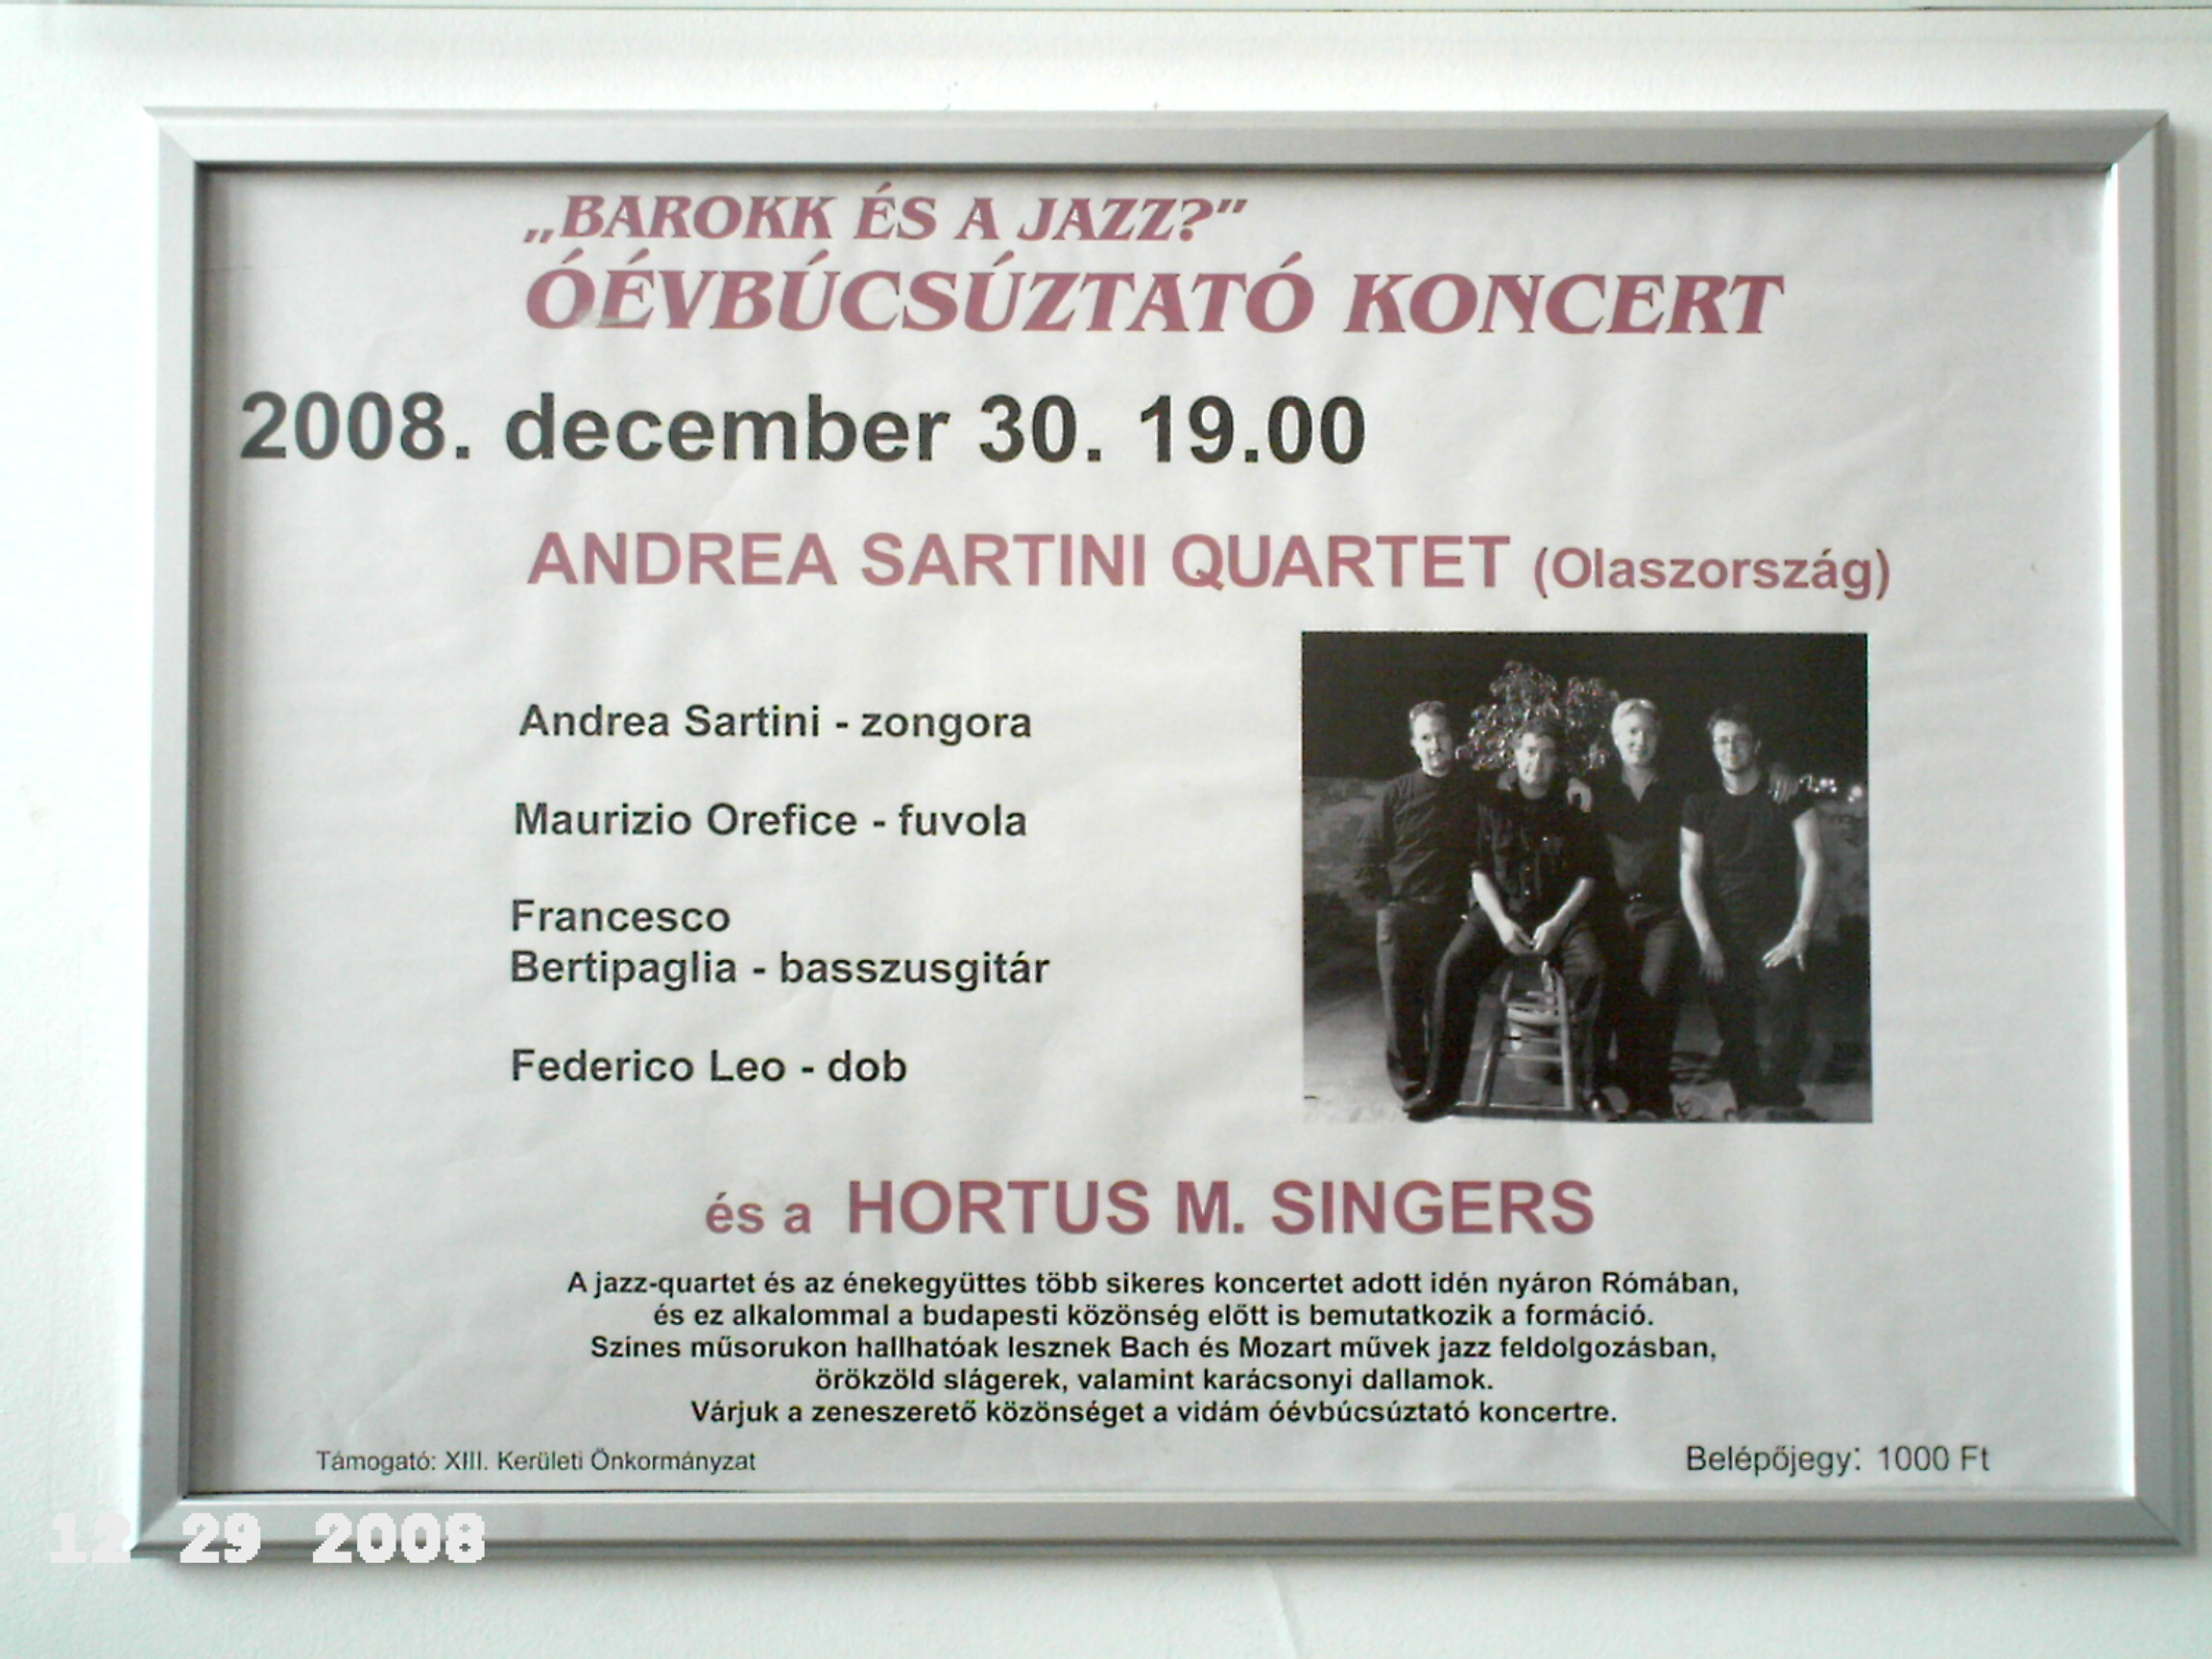 „BAROKK ÉS A JAZZ?”
ÓÉVBÚCSÚZTATÓ KONCERT
2008. december 30. 19.00
ANDREA SARTINI QUARTET (Olaszország)
Andrea Sartini - zongora
Maurizio Orefice - fuvola
Francesco
Bertipaglia - basszusgitár
Federico Leo - dob
és a HORTUS M. SINGERS
A jazz-quartet és az énekegyüttes több sikeres koncertet adott idén nyáron Rómában,
és ez alkalommal a budapesti közönség előtt is bemutatkozik a formáció.
Színes műsorukon hallhatóak lesznek Bach és Mozart művek jazz feldolgozásban,
örökzöld slágerek, valamint karácsonyi dallamok.
Várjuk a zeneszerető közönséget a vidám óévbúcsúztató koncertre.
Támogató: XIII. Kerületi Önkormányzat
Belépőjegy: 1000 Ft
12 29 2008